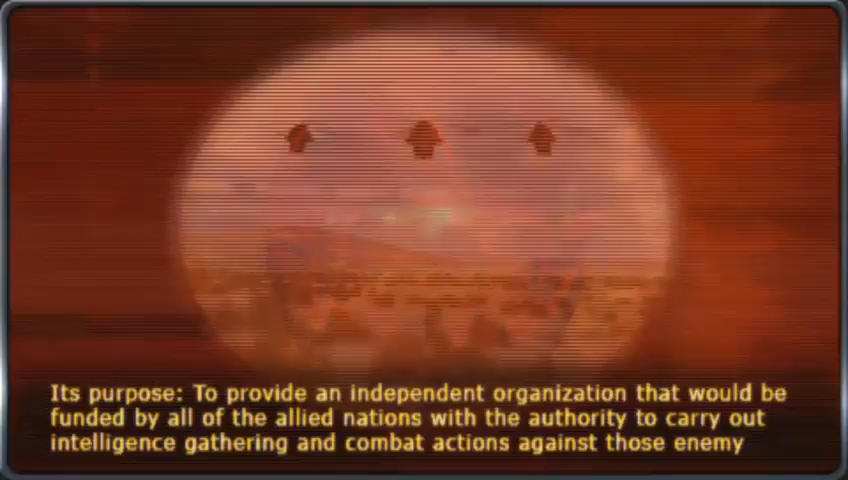 Its purpose: To provide an independent organization that would be
funded by all of the allied nations with the authority to carry out
intelligence gathering and combat actions against those enemy